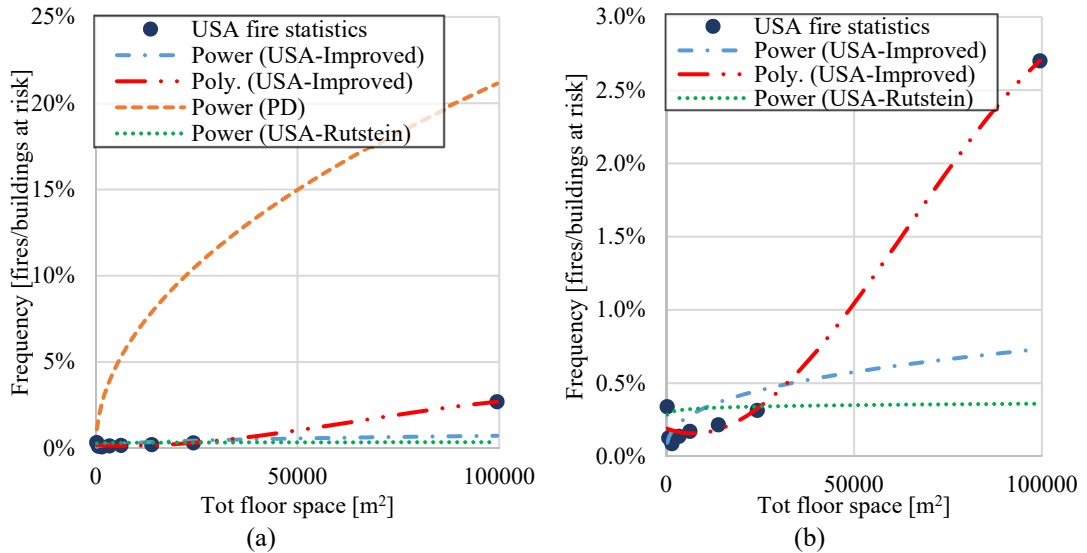 25%
20%
15%
10%
5%
0%
Frequency [fires/buildings at risk]
USA fire statistics
Power (USA-Improved)
Poly. (USA-Improved)
Power (PD)
Power (USA-Rutstein)
0
50000
100000
Tot floor space [m²]
(a)
3.0%
2.5%
2.0%
1.5%
1.0%
0.5%
0.0%
Frequency [fires/buildings at risk]
USA fire statistics
Power (USA-Improved)
Poly. (USA-Improved)
Power (USA-Rutstein)
0
50000
100000
Tot floor space [m²]
(b)